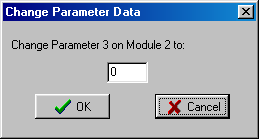 Change Parameter Data
Change Parameter 3 on Module 2 to:
0
OK
Cancel